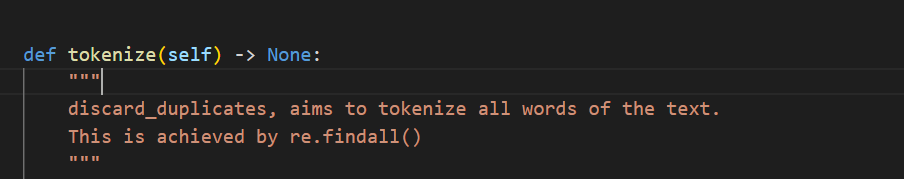 def tokenize(self) -> None:
"""
discard_duplicates, aims to tokenize all words of the text.
This is achieved by re.findall()
"""